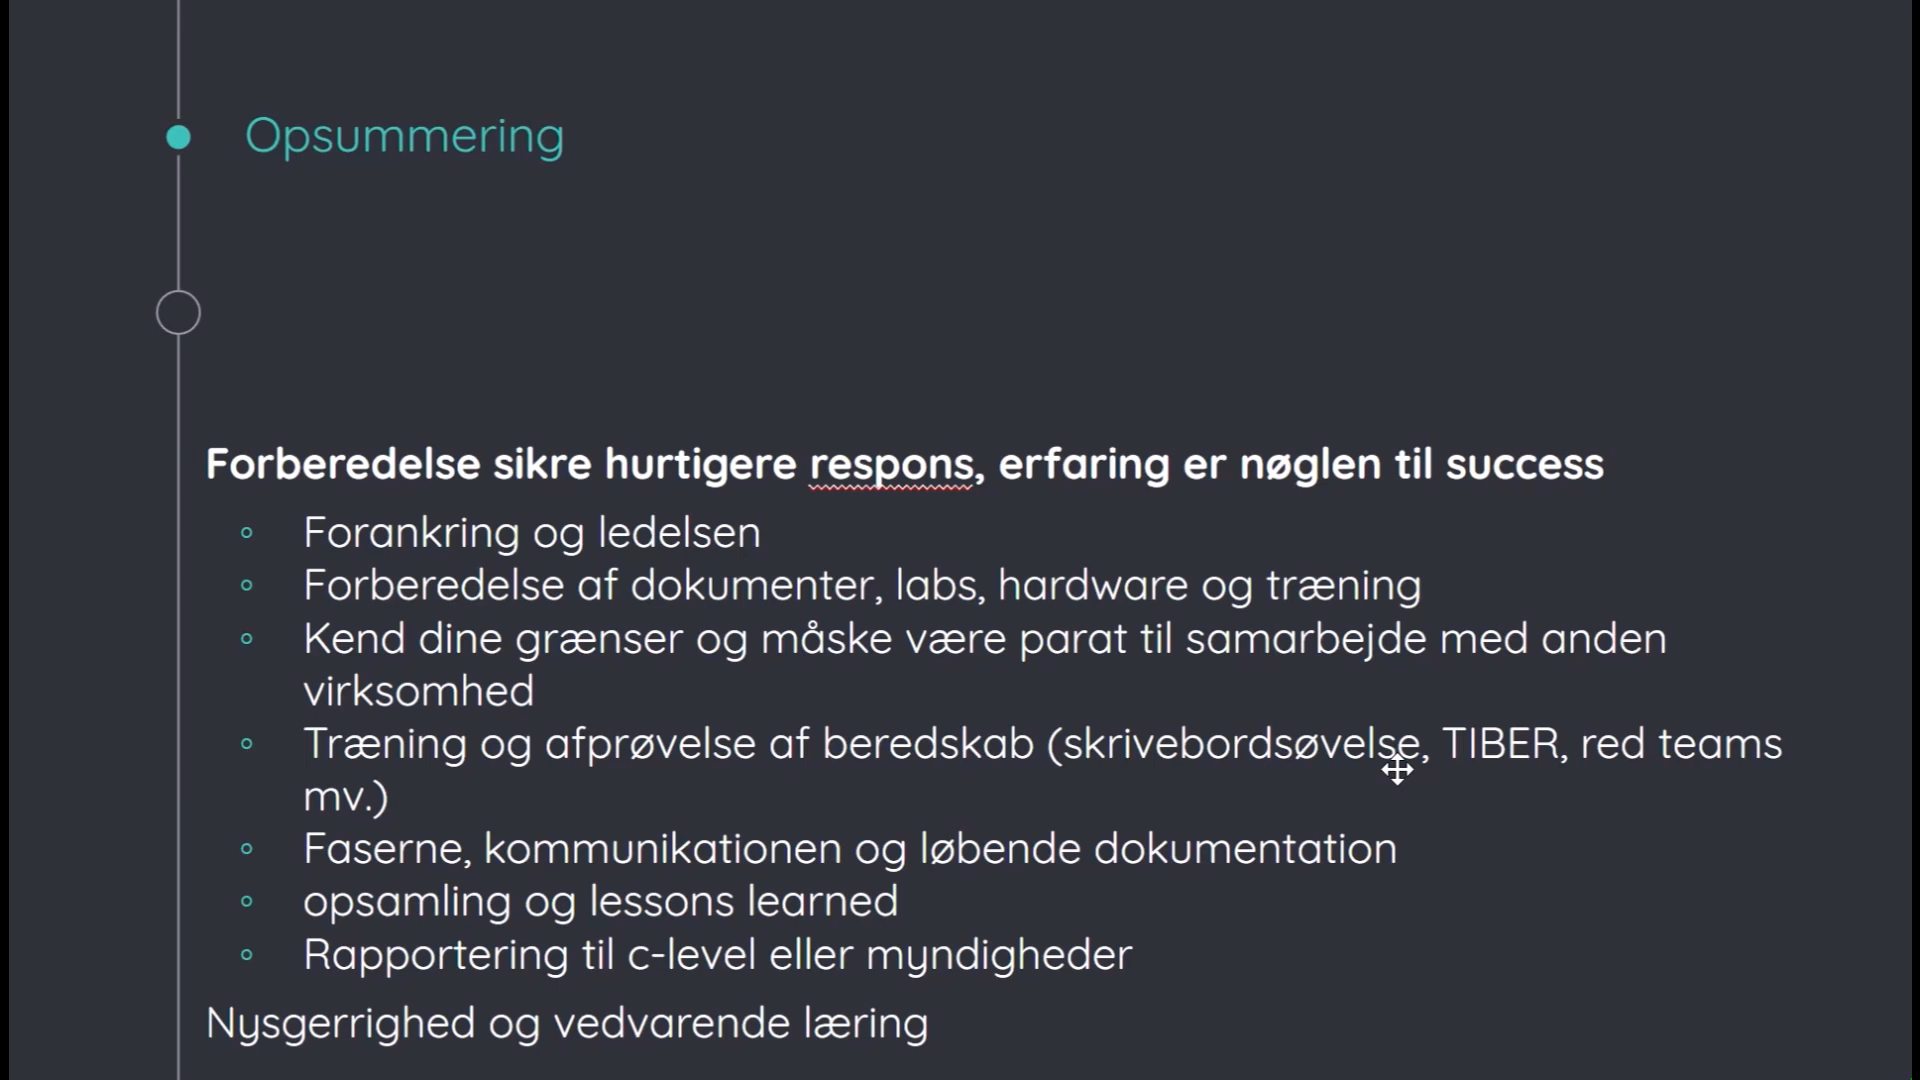 Opsummering
Forberedelse sikre hurtigere respons, erfaring er nøglen til success
Forankring og ledelsen
Forberedelse af dokumenter, labs, hardware og træning
Kend dine grænser og måske være parat til samarbejde med anden
virksomhed
Træning og afprøvelse af beredskab (skrivebordsøvelse, TIBER, red teams
mv.)
Faserne, kommunikationen og løbende dokumentation
opsamling og lessons learned
Rapportering til c-level eller myndigheder
Nysgerrighed og vedvarende læring